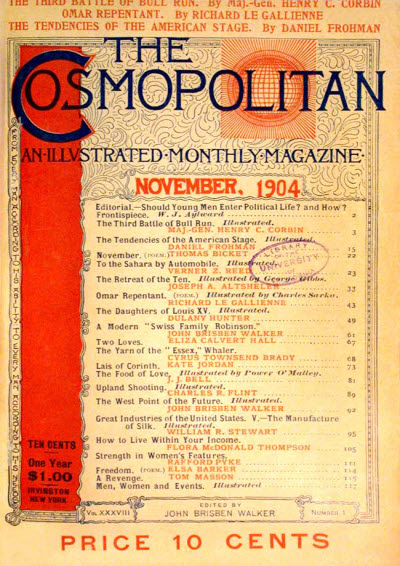 THE THIRD BATTLE OF BULL RUN. By Maj.-Gen. HENRY C. CORBIN
OMAR REPENTANT. By RICHARD LE GALLIENNE
THE TENDENCIES OF THE AMERICAN STAGE. By DANIEL FROHMAN
THE
COSMOPOLITAN
AN·ILLVSTRATED·MONTHLY·MAGAZINE·
NOVEMBER, 1904
Editorial.—Should Young Men Enter Political Life? and How?
Frontispiece. W. J. Aylward 2
The Third Battle of Bull Run. Illustrated.
MAJ.-GEN. HENRY C. CORBIN 3
The Tendencies of the American Stage. Illustrated.
DANIEL FROHMAN 15
November. (POEM.) THOMAS BICKET 22
To the Sahara by Automobile. Illustrated.
VERNER Z. REED 23
The Retreat of the Ten. Illustrated by George Gibbs.
JOSEPH A. ALTSHELER 33
Omar Repentant. (POEM.) Illustrated by Charles Sarka.
RICHARD LE GALLIENNE 43
The Daughters of Louis XV. Illustrated.
DULANY HUNTER 49
A Modern "Swiss Family Robinson."
JOHN BRISBEN WALKER 61
Two Loves. ELIZA CALVERT HALL 67
The Yarn of the "Essex," Whaler.
CYRUS TOWNSEND BRADY 68
Lais of Corinth. KATE JORDAN 73
The Food of Love. Illustrated by Power O'Malley.
J. J. BELL 81
Upland Shooting. Illustrated.
CHARLES R. FLINT 89
The West Point of the Future. Illustrated.
JOHN BRISBEN WALKER 92
Great Industries of the United States. V.—The Manufacture
of Silk. Illustrated.
WILLIAM R. STEWART 95
How to Live Within Your Income.
FLORA McDONALD THOMPSON 105
Strength in Women's Features.
RAFFORD PYKE 111
Freedom. (POEM.) ELSA BARKER 114
A Revenge. TOM MASSON 115
Men, Women and Events. Illustrated 117
LIBRARY
UNIVERSITY
TEN CENTS
One Year
$1.00
IRVINGTON
NEW YORK
EDITED BY
VOL XXXVIII JOHN BRISBEN WALKER NUMBER 1
PRICE 10 CENTS